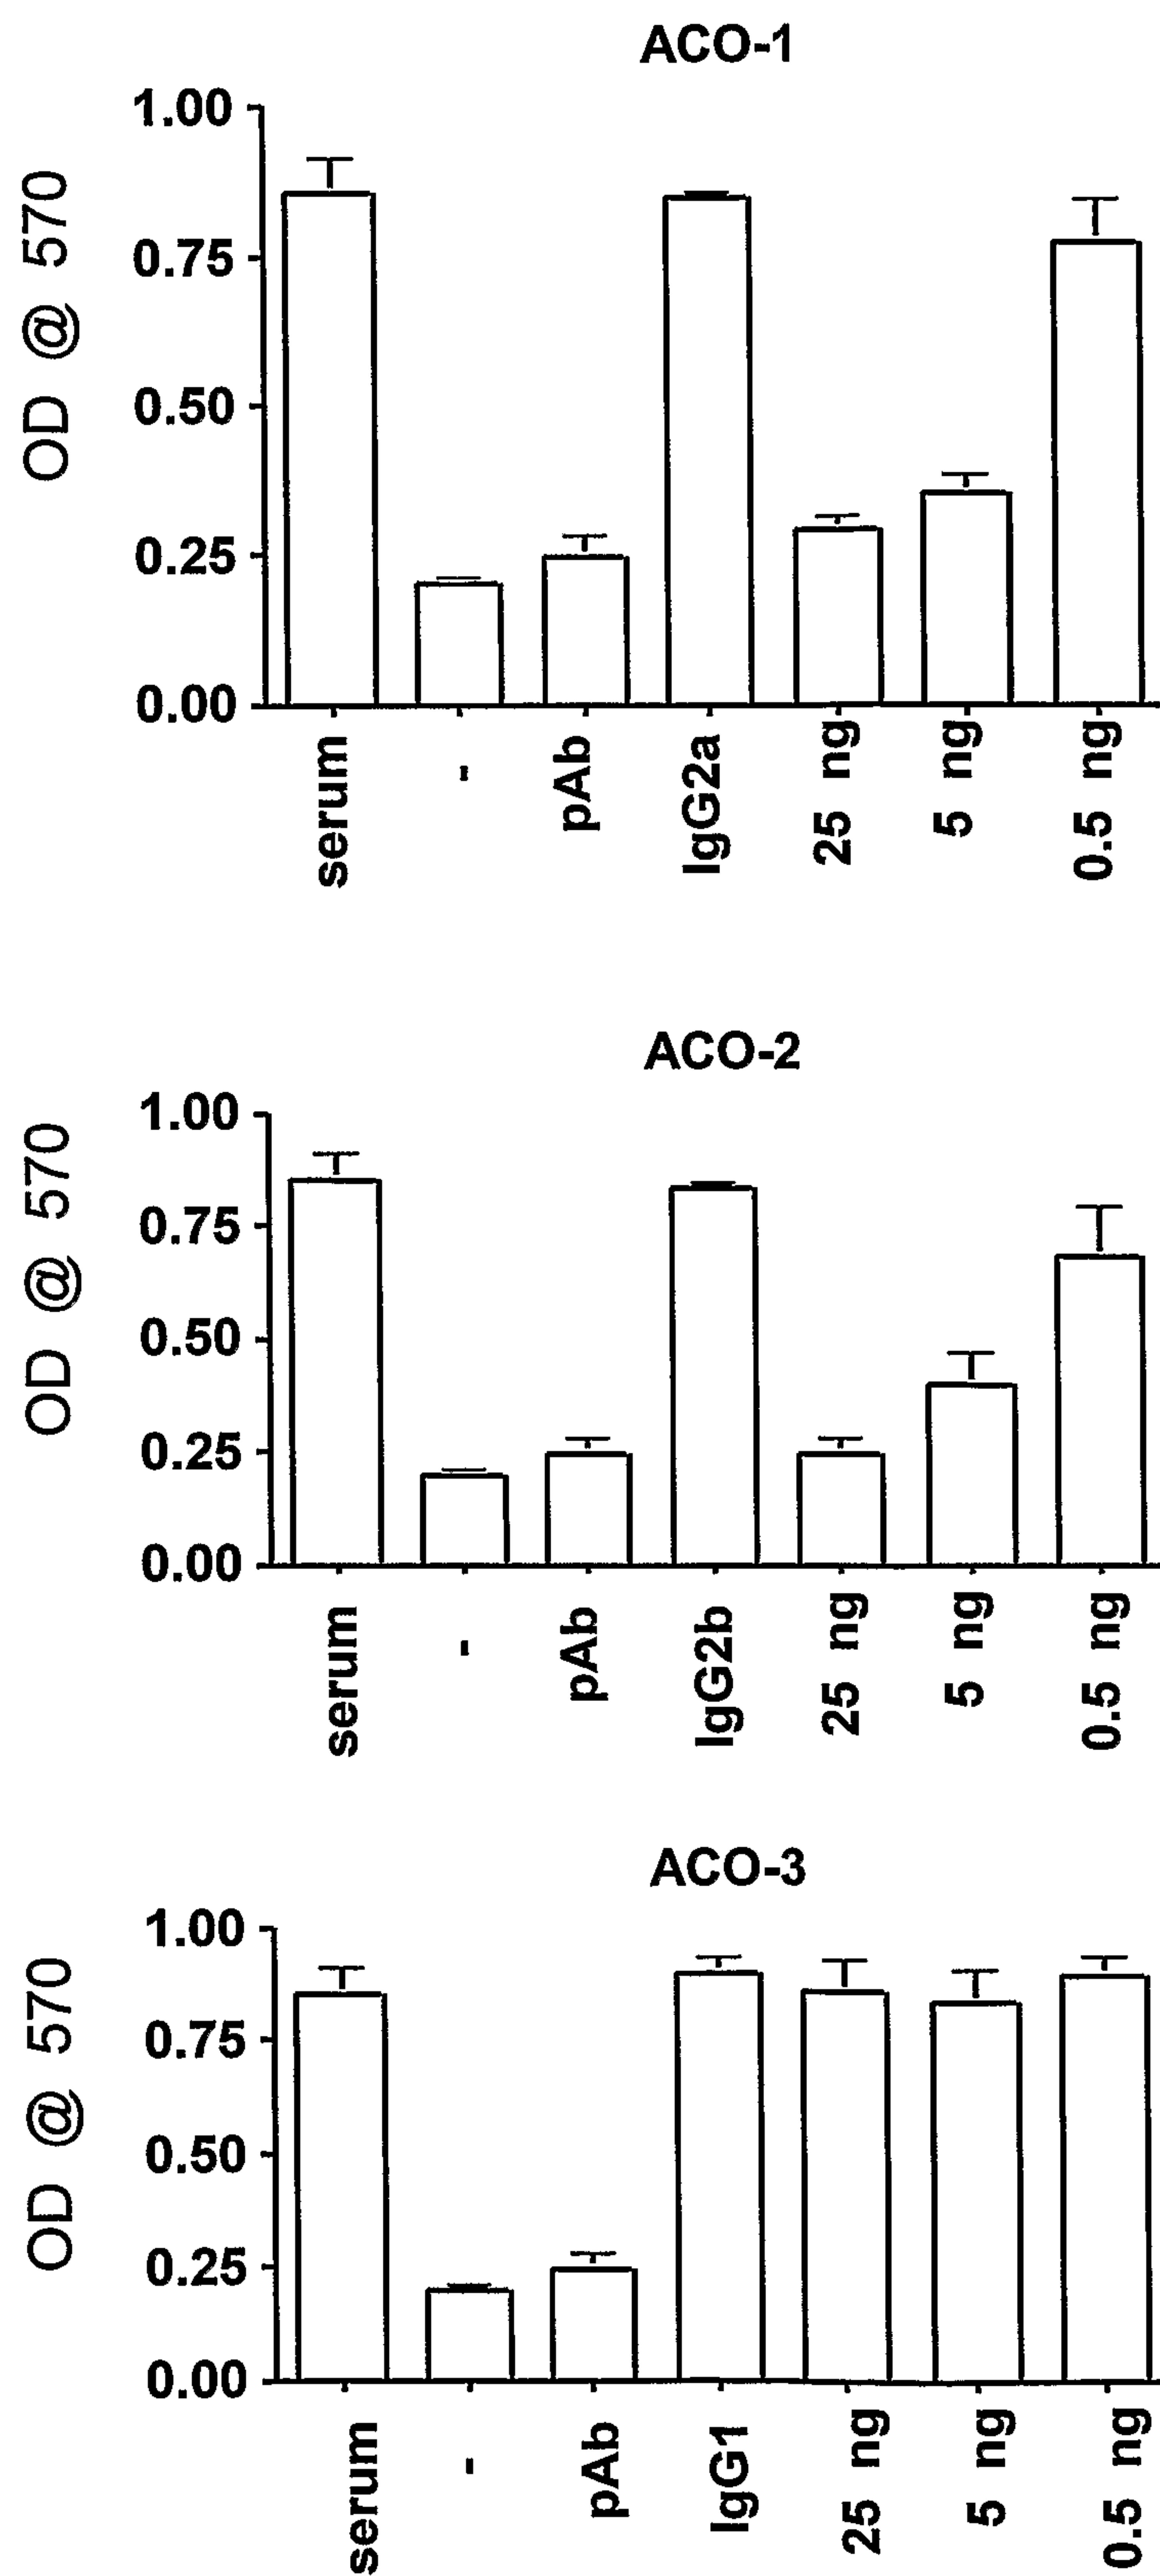 ACO-1
OD @ 570
1.00
0.75
0.50
0.25
0.00
serum
-
pAb
IgG2a
25 ng
5 ng
0.5 ng
ACO-2
OD @ 570
1.00
0.75
0.50
0.25
0.00
serum
-
pAb
IgG2b
25 ng
5 ng
0.5 ng
ACO-3
OD @ 570
1.00
0.75
0.50
0.25
0.00
serum
-
pAb
IgG1
25 ng
5 ng
0.5 ng